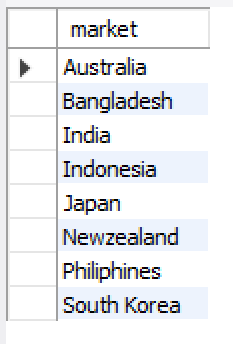 market
Australia
Bangladesh
India
Indonesia
Japan
Newzealand
Philiphines
South Korea